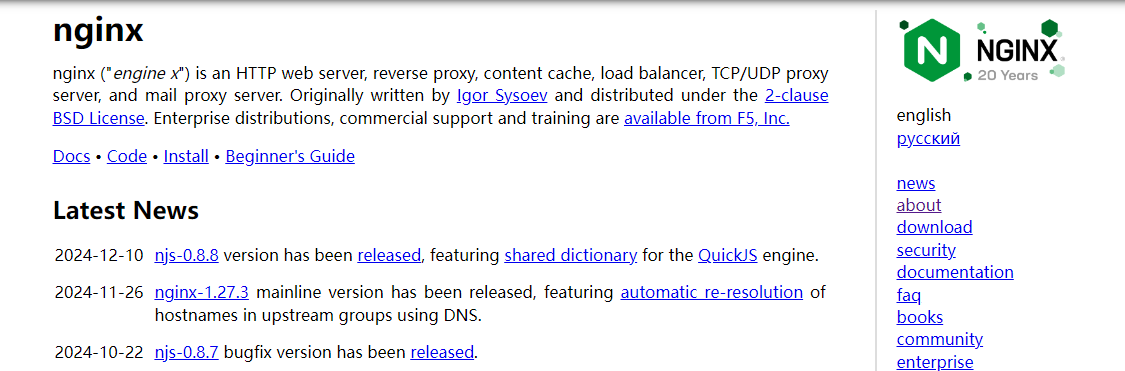 nginx
nginx ("engine x") is an HTTP web server, reverse proxy, content cache, load balancer, TCP/UDP proxy
server, and mail proxy server. Originally written by Igor Sysoev and distributed under the 2-clause
BSD License. Enterprise distributions, commercial support and training are available from F5, Inc.
Docs • Code • Install • Beginner's Guide
Latest News
2024-12-10 njs-0.8.8 version has been released, featuring shared dictionary for the QuickJS engine.
2024-11-26 nginx-1.27.3 mainline version has been released, featuring automatic re-resolution of
hostnames in upstream groups using DNS.
2024-10-22 njs-0.8.7 bugfix version has been released.
N NGINX
20 Years
english
русский
news
about
download
security
documentation
faq
books
community
enterprise